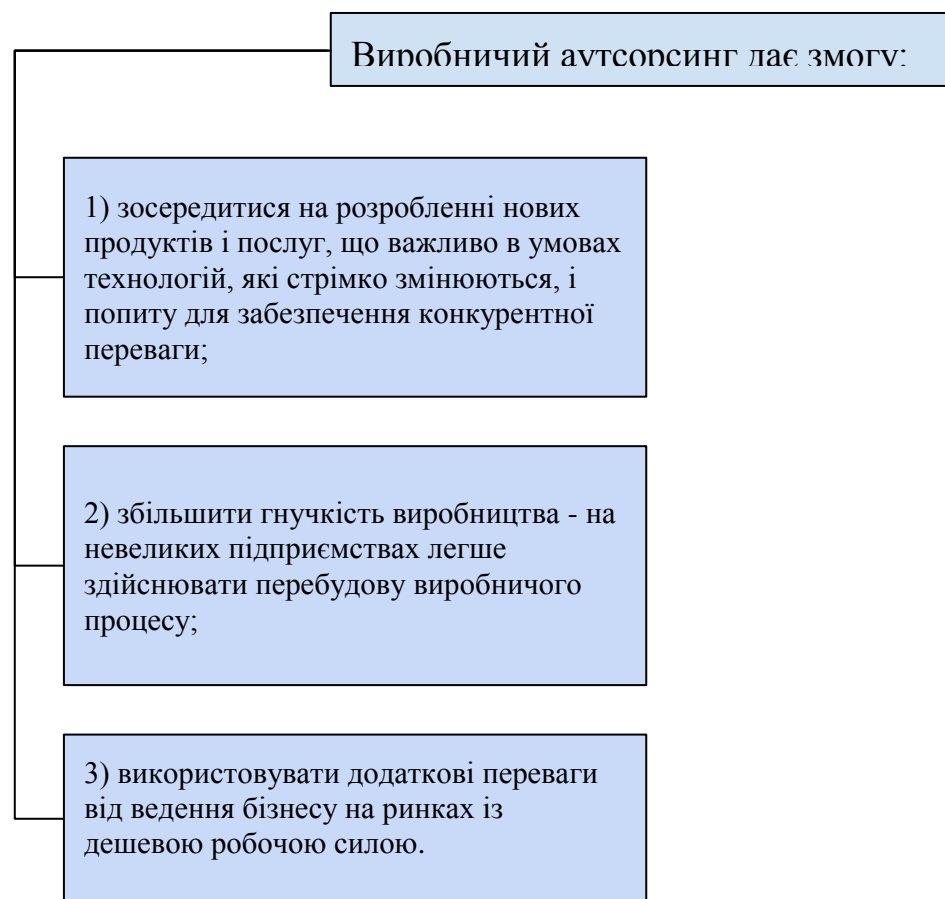 Виробничий аутсорсинг дає змогу:
1) зосередитися на розробленні нових
продуктів і послуг, що важливо в умовах
технологій, які стрімко змінюються, і
попиту для забезпечення конкурентної
переваги;
2) збільшити гнучкість виробництва - на
невеликих підприємствах легше
здійснювати перебудову виробничого
процесу;
3) використовувати додаткові переваги
від ведення бізнесу на ринках із
дешевою робочою силою.